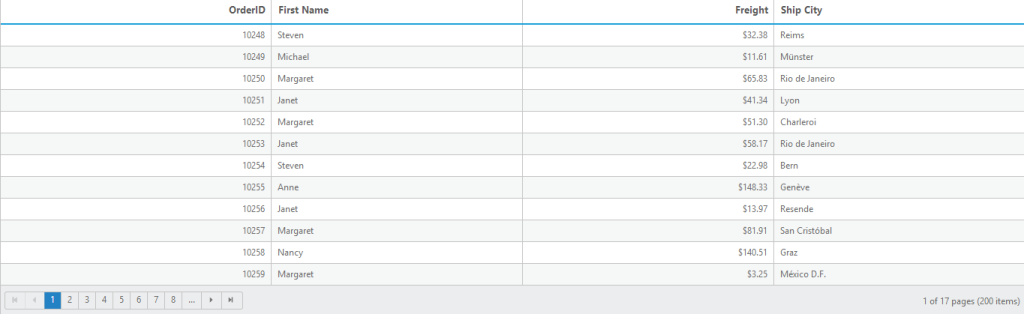 OrderID First Name Freight Ship City
10248 Steven $32.38 Reims
10249 Michael $11.61 Münster
10250 Margaret $65.83 Rio de Janeiro
10251 Janet $41.34 Lyon
10252 Margaret $51.30 Charleroi
10253 Janet $58.17 Rio de Janeiro
10254 Steven $22.98 Bern
10255 Anne $148.33 Genève
10256 Janet $13.97 Resende
10257 Margaret $81.91 San Cristóbal
10258 Nancy $140.51 Graz
10259 Margaret $3.25 México D.F.
1 2 3 4 5 6 7 8 ... 1 of 17 pages (200 items)